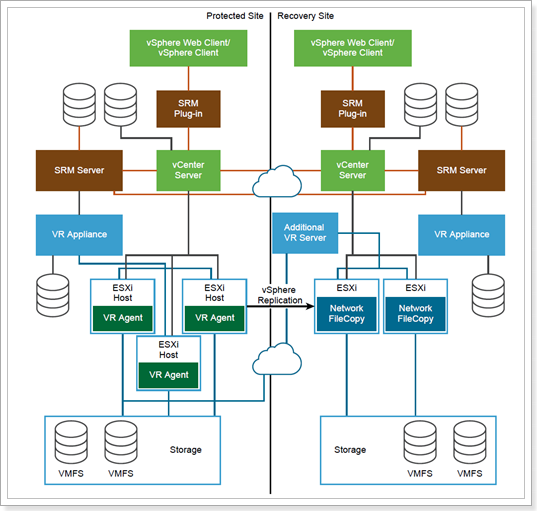 Protected Site
Recovery Site
vSphere Web Client/
vSphere Client
vSphere Web Client/
vSphere Client
SRM
Plug-in
SRM
Plug-in
SRM Server
vCenter
Server
vCenter
Server
SRM Server
VR Appliance
Additional
VR Server
VR Appliance
ESXi
Host
VR Agent
ESXi
Host
VR Agent
vSphere
Replication
ESXi
Network
FileCopy
ESXi
Network
FileCopy
ESXi
Host
VR Agent
Storage
VMFS
VMFS
Storage
VMFS
VMFS